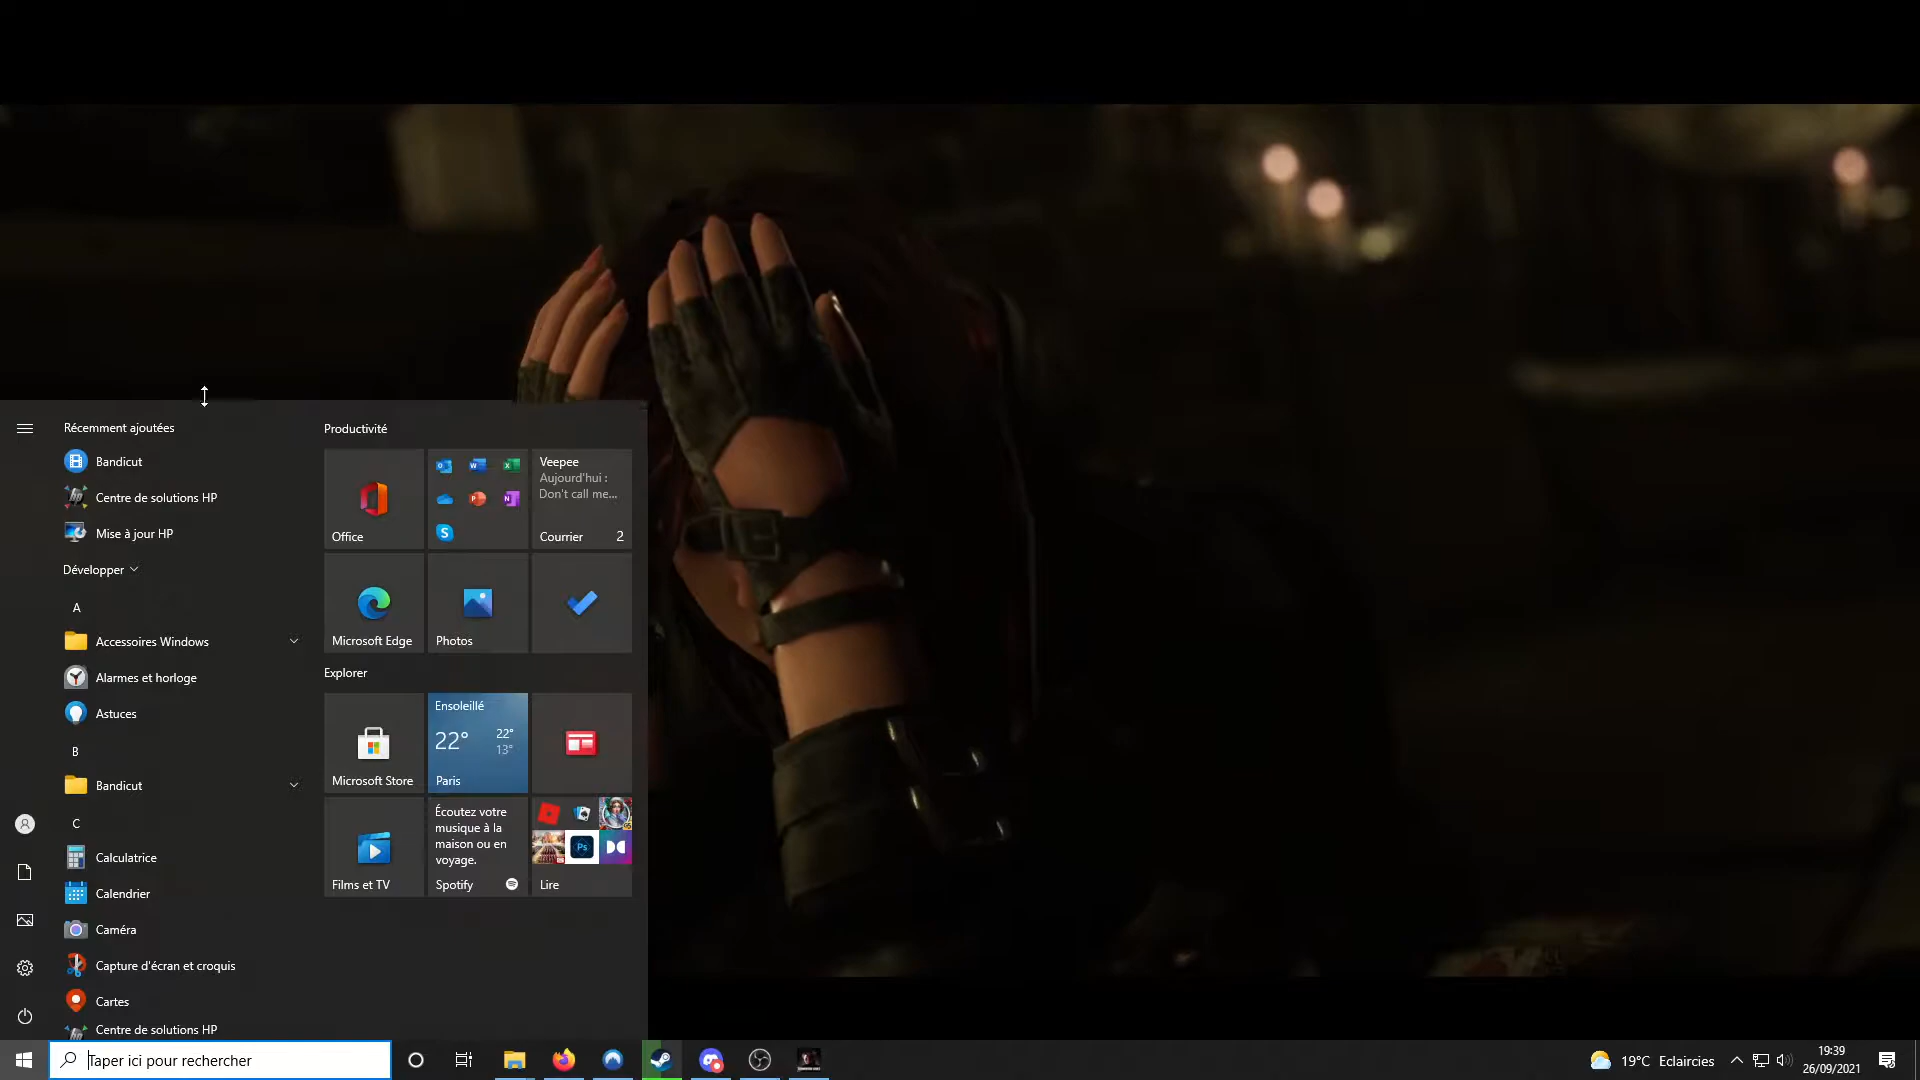 Récemment ajoutées
Bandicut
Centre de solutions HP
Mise à jour HP
Développer
A
Accessoires Windows
Alarmes et horloge
Astuces
B
Bandicut
C
Calculatrice
Calendrier
Caméra
Capture d'écran et croquis
Cartes
Centre de solutions HP
Productivité
Office
Veepee
Aujourd'hui :
Don't call me...
Courrier 2
Microsoft Edge
Photos
Explorer
Microsoft Store
Ensoleillé
22° 22°
13°
Paris
Films et TV
Écoutez votre
musique à la
maison ou en
voyage.
Spotify
Ps
Lire
Taper ici pour rechercher
19°C Eclaircies
19:39
26/09/2021